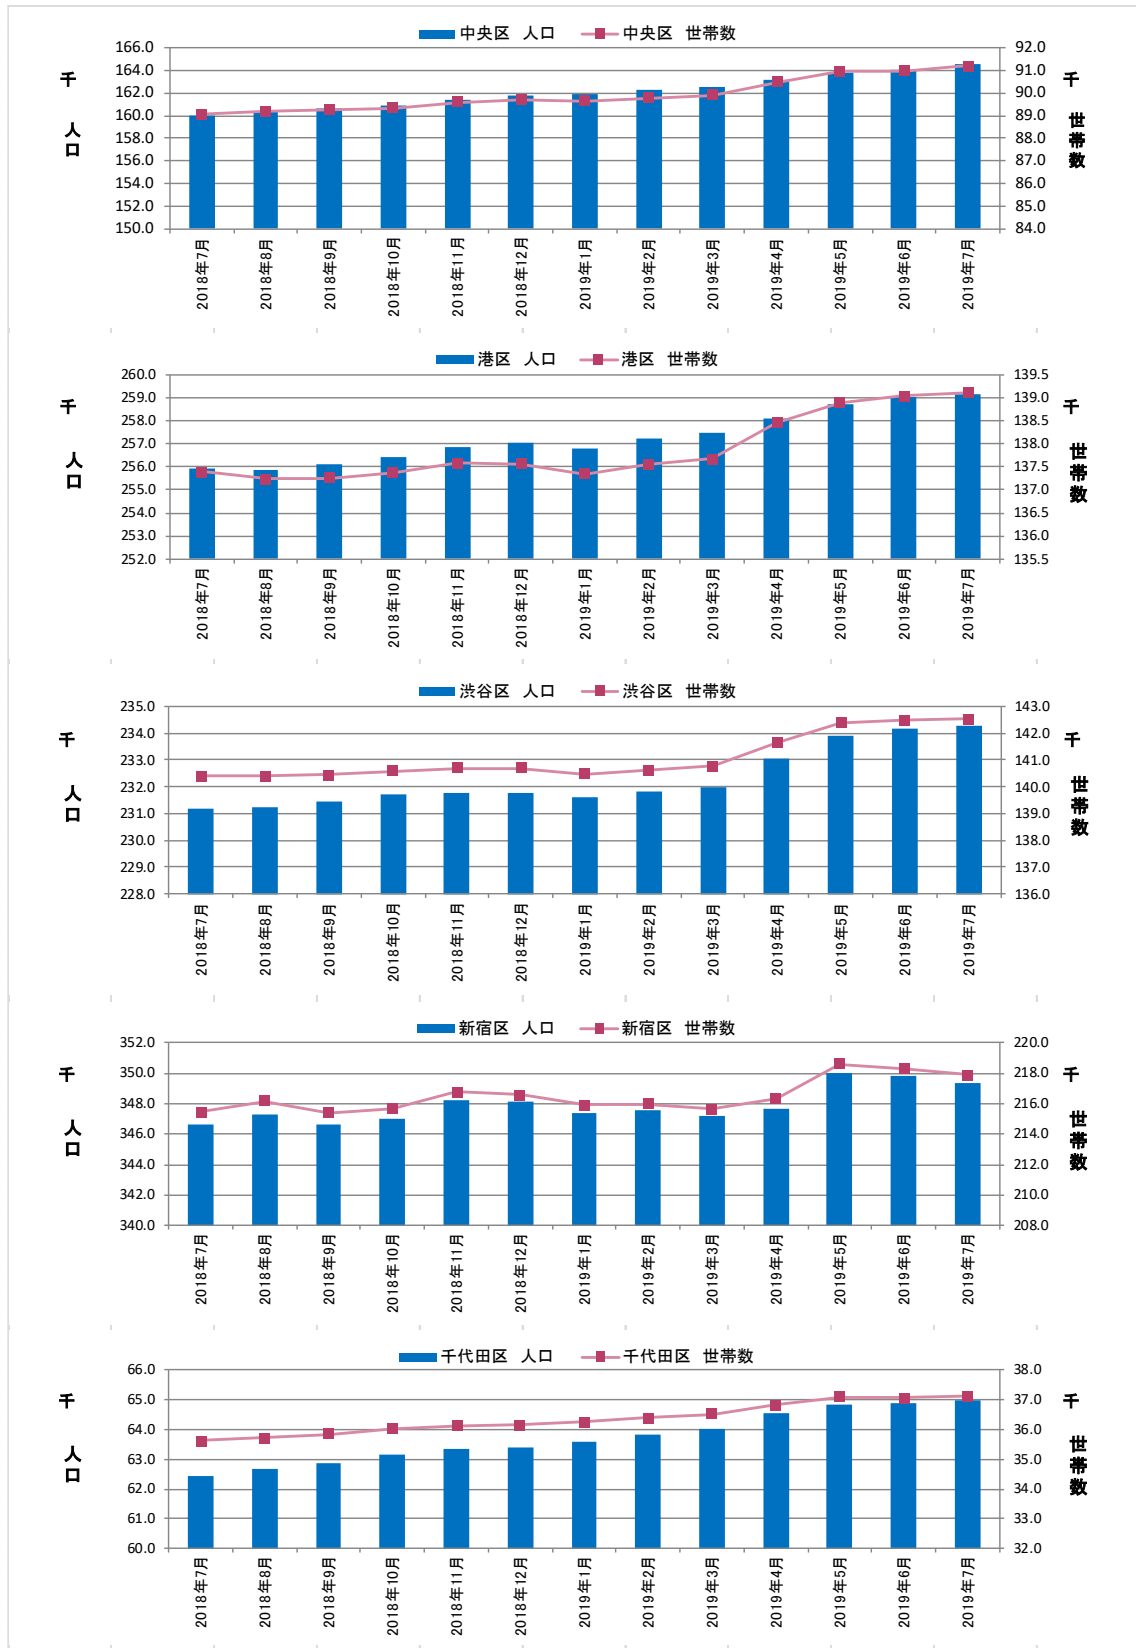 中央区　人口　中央区　世帯数
千
人口
166.0
164.0
162.0
160.0
158.0
156.0
154.0
152.0
150.0
92.0
91.0
90.0
89.0
88.0
87.0
86.0
85.0
84.0
千
世帯数
2018年7月
2018年8月
2018年9月
2018年10月
2018年11月
2018年12月
2019年1月
2019年2月
2019年3月
2019年4月
2019年5月
2019年6月
2019年7月
港区　人口　港区　世帯数
千
人口
260.0
259.0
258.0
257.0
256.0
255.0
254.0
253.0
252.0
139.5
139.0
138.5
138.0
137.5
137.0
136.5
136.0
135.5
千
世帯数
2018年7月
2018年8月
2018年9月
2018年10月
2018年11月
2018年12月
2019年1月
2019年2月
2019年3月
2019年4月
2019年5月
2019年6月
2019年7月
渋谷区　人口　渋谷区　世帯数
千
人口
235.0
234.0
233.0
232.0
231.0
230.0
229.0
228.0
143.0
142.0
141.0
140.0
139.0
138.0
137.0
136.0
千
世帯数
2018年7月
2018年8月
2018年9月
2018年10月
2018年11月
2018年12月
2019年1月
2019年2月
2019年3月
2019年4月
2019年5月
2019年6月
2019年7月
新宿区　人口　新宿区　世帯数
千
人口
352.0
350.0
348.0
346.0
344.0
342.0
340.0
220.0
218.0
216.0
214.0
212.0
210.0
208.0
千
世帯数
2018年7月
2018年8月
2018年9月
2018年10月
2018年11月
2018年12月
2019年1月
2019年2月
2019年3月
2019年4月
2019年5月
2019年6月
2019年7月
千代田区　人口　千代田区　世帯数
千
人口
66.0
65.0
64.0
63.0
62.0
61.0
60.0
38.0
37.0
36.0
35.0
34.0
33.0
32.0
千
世帯数
2018年7月
2018年8月
2018年9月
2018年10月
2018年11月
2018年12月
2019年1月
2019年2月
2019年3月
2019年4月
2019年5月
2019年6月
2019年7月